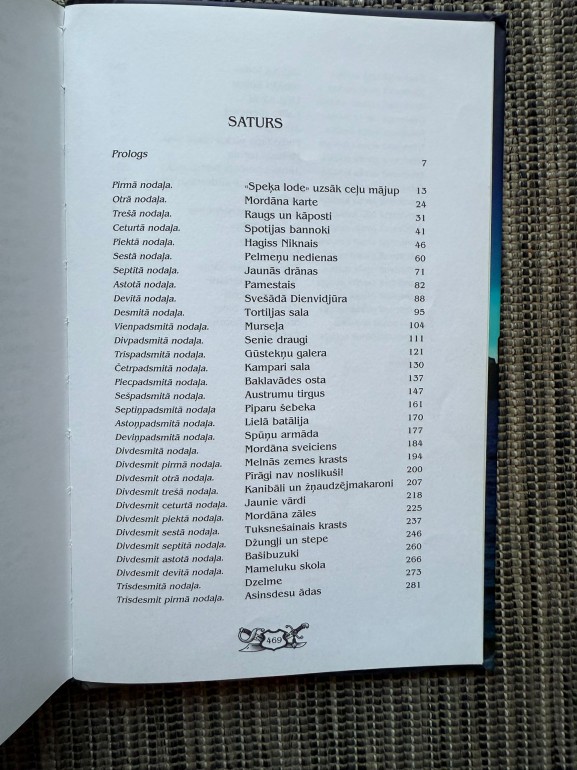 SATURS
Prologs 7
Pirmā nodaļa. «Speķa lode» uzsāk ceļu mājup 13
Otrā nodaļa. Mordāna karte 24
Trešā nodaļa. Raugs un kāposti 31
Ceturtā nodaļa. Spotijas bannoki 41
Piektā nodaļa. Hagiss Niknais 46
Sestā nodaļa. Pelmeņu nedienas 60
Septītā nodaļa. Jaunās drānas 71
Astotā nodaļa. Pamestais 82
Devītā nodaļa. Svešādā Dienvidjūra 88
Desmitā nodaļa. Tortiljas sala 95
Vienpadsmitā nodaļa. Murseļa 104
Divpadsmitā nodaļa. Senie draugi 111
Trīspadsmitā nodaļa. Gūstekņu galera 121
Četrpadsmitā nodaļa. Kampari sala 130
Piecpadsmitā nodaļa. Baklavādes osta 137
Sešpadsmitā nodaļa. Austrumu tirgus 147
Septiņpadsmitā nodaļa Piparu šebeka 161
Astoņpadsmitā nodaļa. Lielā batālija 170
Deviņpadsmitā nodaļa. Spūņu armāda 177
Divdesmitā nodaļa. Mordāna sveiciens 184
Divdesmit pirmā nodaļa. Melnās zemes krasts 194
Divdesmit otrā nodaļa. Pīrāgi nav noslīkuši! 200
Divdesmit trešā nodaļa. Kanibāli un žņaudzējmakaroni 207
Divdesmit ceturtā nodaļa. Jaunie vārdi 218
Divdesmit piektā nodaļa. Mordāna zāles 225
Divdesmit sestā nodaļa. Tuksnešainais krasts 237
Divdesmit septītā nodaļa. Džungļi un stepe 246
Divdesmit astotā nodaļa. Bašibuzuki 260
Divdesmit devītā nodaļa. Mameluku skola 266
Trīsdesmitā nodaļa. Dzelme 273
Trīsdesmit pirmā nodaļa. Asinsdesu ādas 281
469